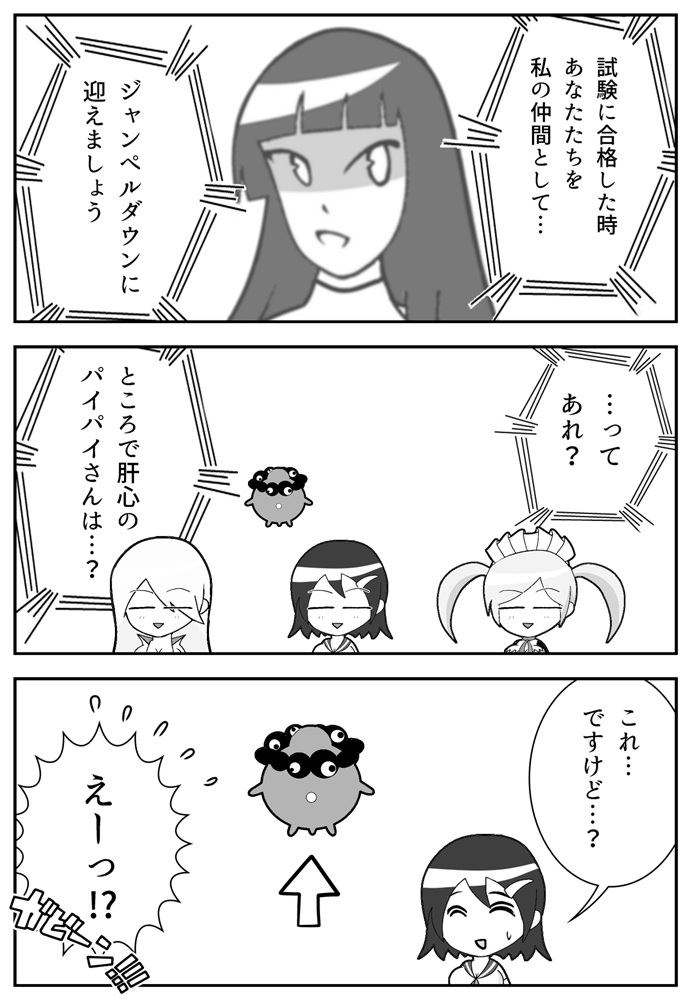 試験に合格した時
あなたたちを
私の仲間として…
ジャンペルダウンに
迎えましょう
…って
あれ？
ところで肝心の
パイパイさんは…？
これ…
ですけど…？
えーっ!?
ガビーン!!!